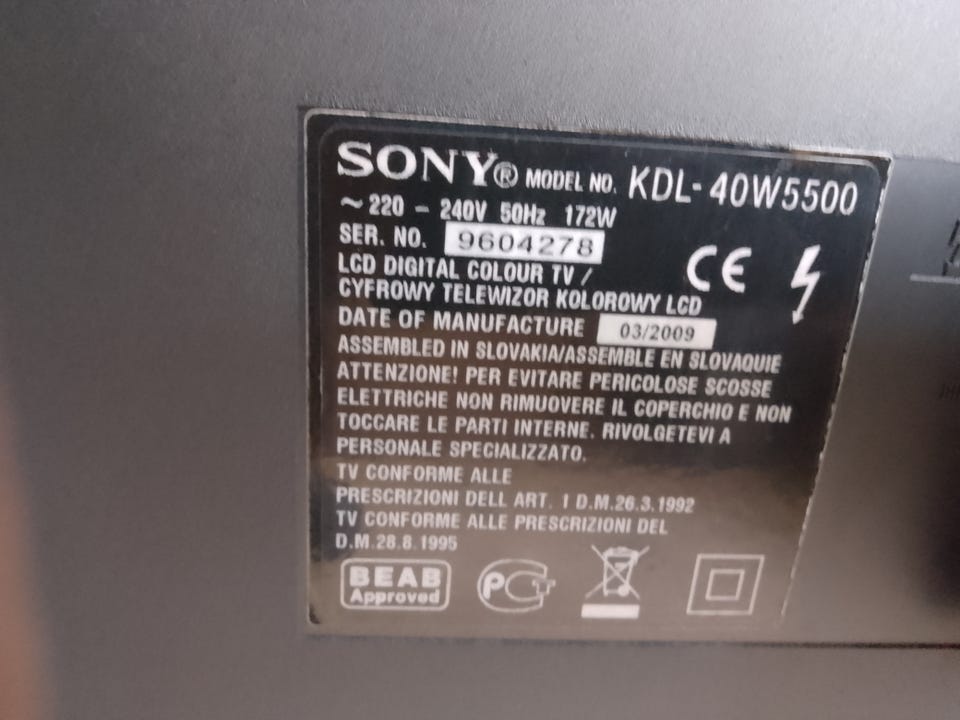 SONY® MODEL NO. KDL-40W5500
~ 220 - 240V 50Hz 172W
SER. NO. 9604278
LCD DIGITAL COLOUR TV /
CYFROWY TELEWIZOR KOLOROWY LCD
DATE OF MANUFACTURE 03/2009
ASSEMBLED IN SLOVAKIA/ASSEMBLE EN SLOVAQUIE
ATTENZIONE! PER EVITARE PERICOLOSE SCOSSE
ELETTRICHE NON RIMUOVERE IL COPERCHIO E NON
TOCCARE LE PARTI INTERNE. RIVOLGETEVI A
PERSONALE SPECIALIZZATO.
TV CONFORME ALLE
PRESCRIZIONI DELL ART. 1 D.M.26.3.1992
TV CONFORME ALLE PRESCRIZIONI DEL
D.M.28.8.1995
CE
BEAB
Approved
PCT